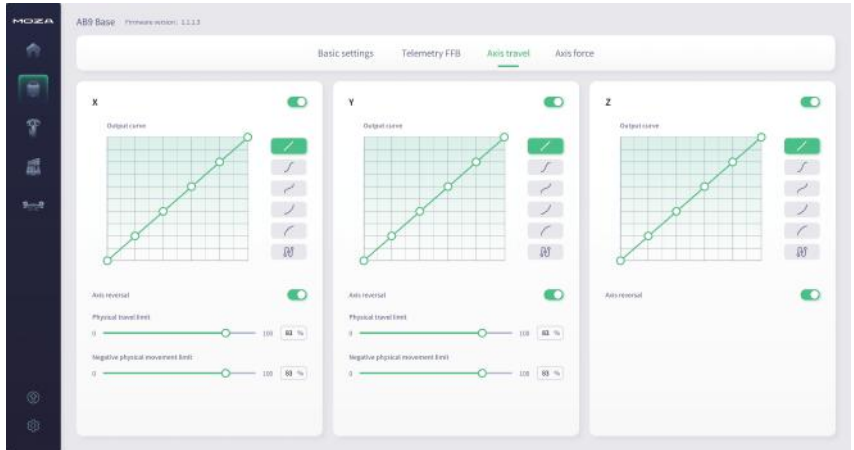 MOZA
AB9 Base Firmware version: 1.1.1.3
Basic settings Telemetry FFB Axis travel Axis force
X
Output curve
Axis reversal
Physical travel limit
0 100 %
Negative physical movement limit
0 100 %
Y
Output curve
Axis reversal
Physical travel limit
0 100 %
Negative physical movement limit
0 100 %
Z
Output curve
Axis reversal